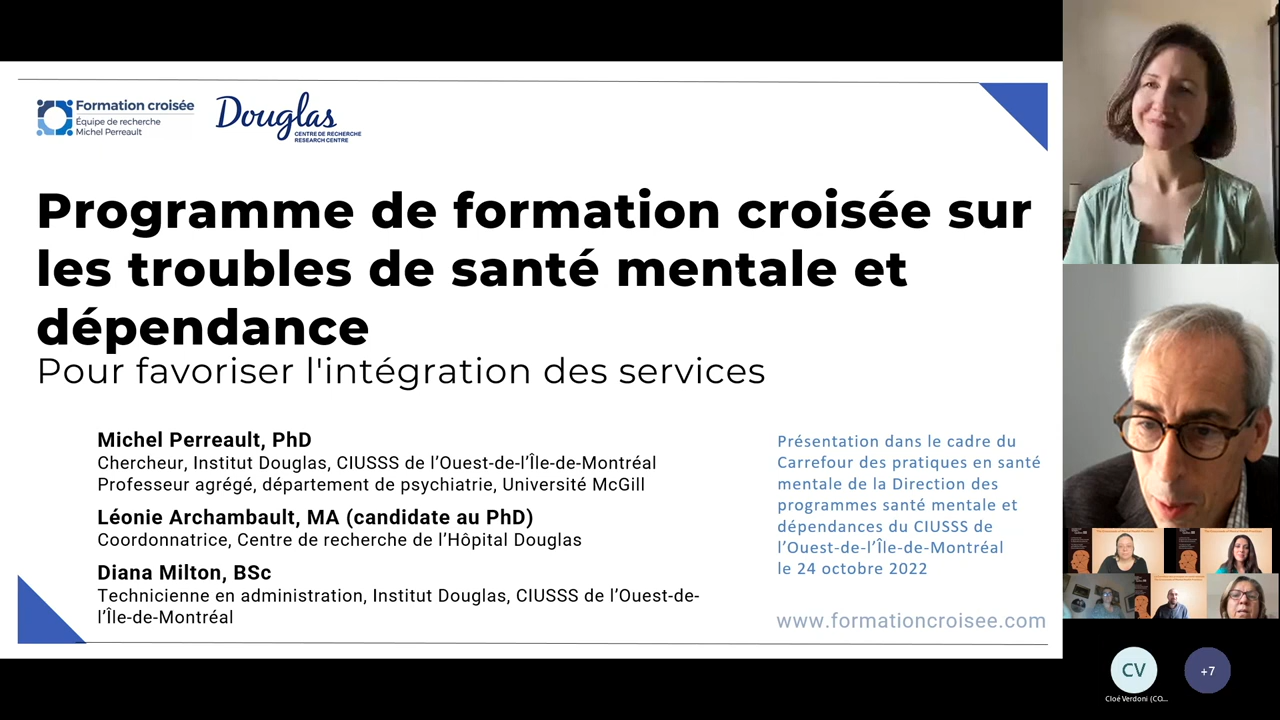 Formation croisée
Équipe de recherche
Michel Perreault
Douglas
CENTRE DE RECHERCHE
RESEARCH CENTRE
Programme de formation croisée sur
les troubles de santé mentale et
dépendance
Pour favoriser l'intégration des services
Michel Perreault, PhD
Chercheur, Institut Douglas, CIUSSS de l’Ouest-de-l’Île-de-Montréal
Professeur agrégé, département de psychiatrie, Université McGill
Léonie Archambault, MA (candidate au PhD)
Coordonnatrice, Centre de recherche de l’Hôpital Douglas
Diana Milton, BSc
Technicienne en administration, Institut Douglas, CIUSSS de l’Ouest-de-
l’Île-de-Montréal
Présentation dans le cadre du
Carrefour des pratiques en santé
mentale de la Direction des
programmes santé mentale et
dépendances du CIUSSS de
l’Ouest-de-l’Île-de-Montréal
le 24 octobre 2022
www.formationcroisee.com
CV
+7
Cloé Verdoni (CO...